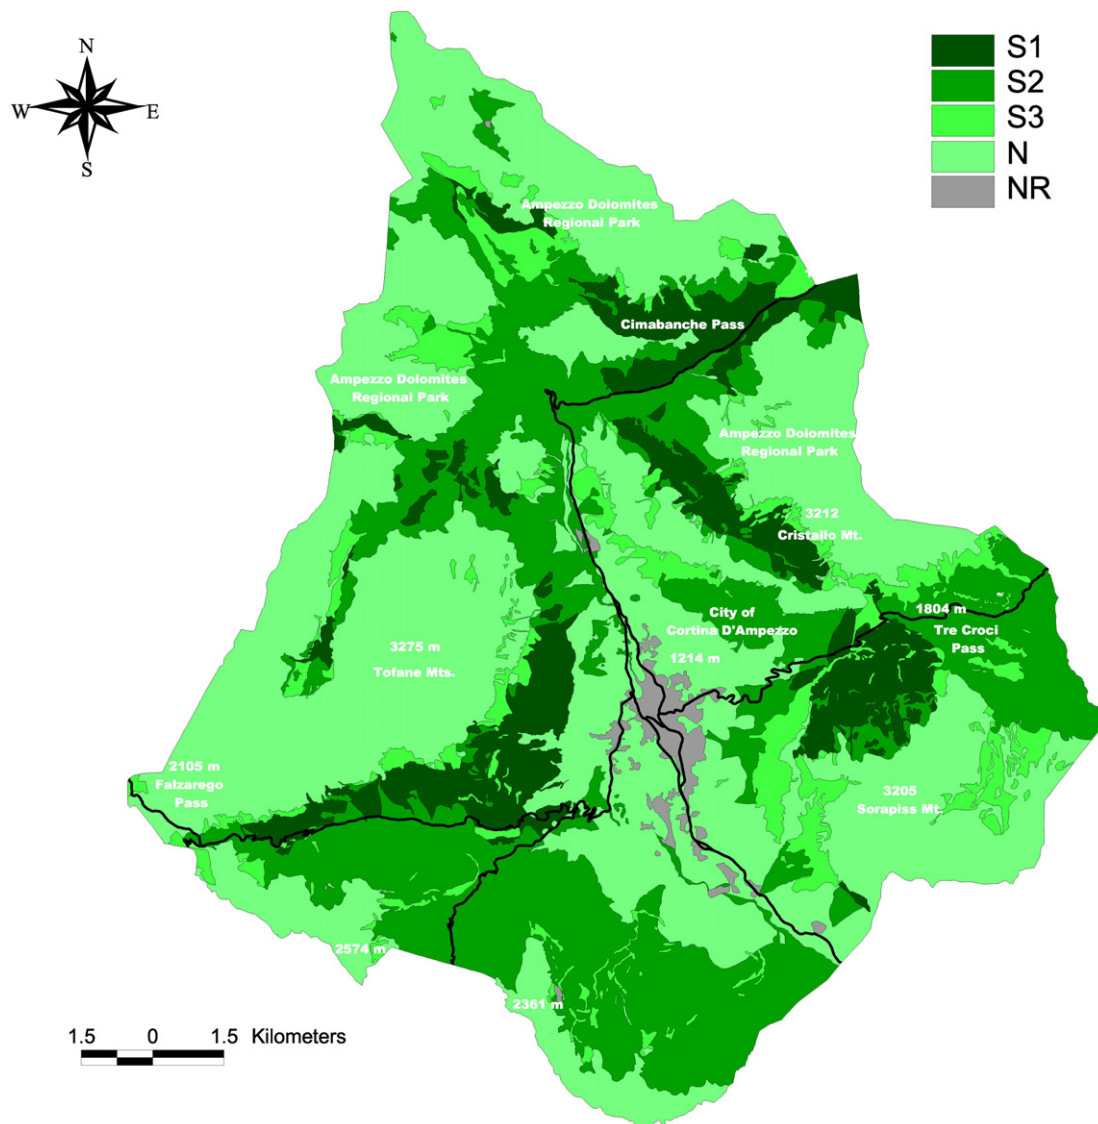 N
W E
S
S1
S2
S3
N
NR
Ampezzo Dolomites
Regional Park
Cimabanche Pass
Ampezzo Dolomites
Regional Park
Ampezzo Dolomites
Regional Park
3212
Cristallo Mt.
City of
Cortina D'Ampezzo
1214 m
1804 m
Tre Croci
Pass
3275 m
Tofane Mts.
2105 m
Falzarego
Pass
3205
Sorapiss Mt.
2574 m
2361 m
1.5 0 1.5 Kilometers